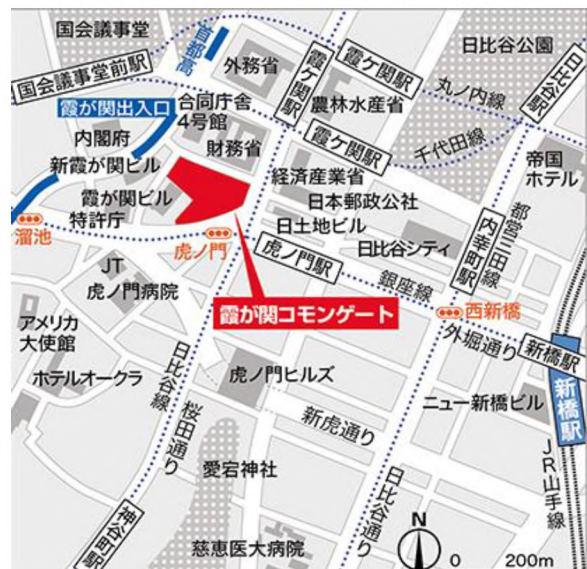 国会議事堂
首都高
外務省
日比谷公園
日比谷駅
国会議事堂前駅
霞ケ関駅
霞ケ関駅
丸ノ内線
霞が関出入口
合同庁舎
4号館
農林水産省
内閣府
財務省
霞ケ関駅
千代田線
帝国
ホテル
新霞が関ビル
経済産業省
霞が関ビル
日本郵政公社
特許庁
日土地ビル
日比谷シティ
内幸町駅
都営三田線
溜池
虎ノ門
虎ノ門駅
銀座線
JT
虎ノ門病院
西新橋
霞が関コモンゲート
外堀通り
新橋駅
アメリカ
大使館
日比谷線
虎ノ門ヒルズ
新橋駅
ホテルオークラ
桜田通り
新虎通り
ニュー新橋ビル
愛宕神社
日比谷通り
JR山手線
神谷町駅
慈恵医大病院
N
0 200m